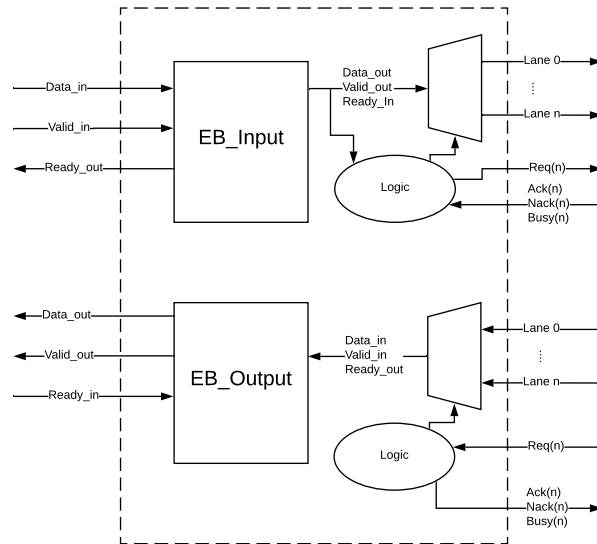 Data_in
Valid_in
Ready_out
EB_Input
Data_out
Valid_out
Ready_In
Logic
Lane 0
Lane n
Req(n)
Ack(n)
Nack(n)
Busy(n)
Data_out
Valid_out
Ready_in
EB_Output
Data_in
Valid_in
Ready_out
Logic
Lane 0
Lane n
Req(n)
Ack(n)
Nack(n)
Busy(n)